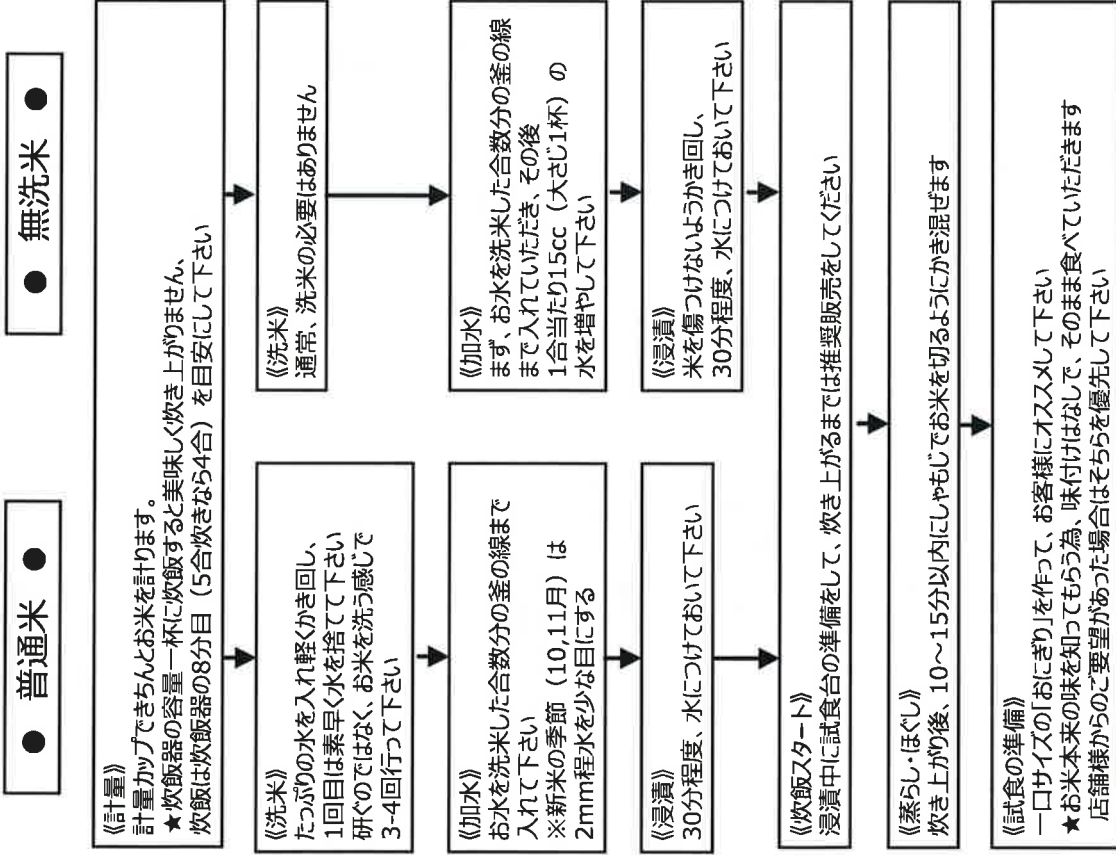 ● 普通米 ●
● 無洗米 ●
《計量》
計量カップできちんとお米を計ります。
★炊飯器の容量一杯に炊飯すると美味しく炊き上がりません、
炊飯は炊飯器の8分目（5合炊きなら4合）を目安にして下さい
《洗米》
たっぷりの水を入れ軽くかき回し、
1回目は素早く水を捨てて下さい
研ぐのではなく、お米を洗う感じで
3-4回行って下さい
《洗米》
通常、洗米の必要はありません
《加水》
お水を洗米した合数分の釜の線まで
入れて下さい
※新米の季節（10,11月）は
2mm程水を少な目にする
《加水》
まず、お水を洗米した合数分の釜の線
まで入れていただき、その後
1合当たり15cc（大さじ1杯）の
水を増やして下さい
《浸漬》
30分程度、水につけておいて下さい
《浸漬》
米を傷つけないようかき回し、
30分程度、水につけておいて下さい
《炊飯スタート》
浸漬中に試食台の準備をして、炊き上がるまでは推奨販売をしてください
《蒸らし・ほぐし》
炊き上がり後、10～15分以内にしゃもじでお米を切るようにかき混ぜます
《試食の準備》
一口サイズの「おにぎり」を作って、お客様にオススメして下さい
★お米本来の味を知ってもらう為、味付けはなしで、そのまま食べていただきます
店舗様からのご要望があった場合はそちらを優先して下さい